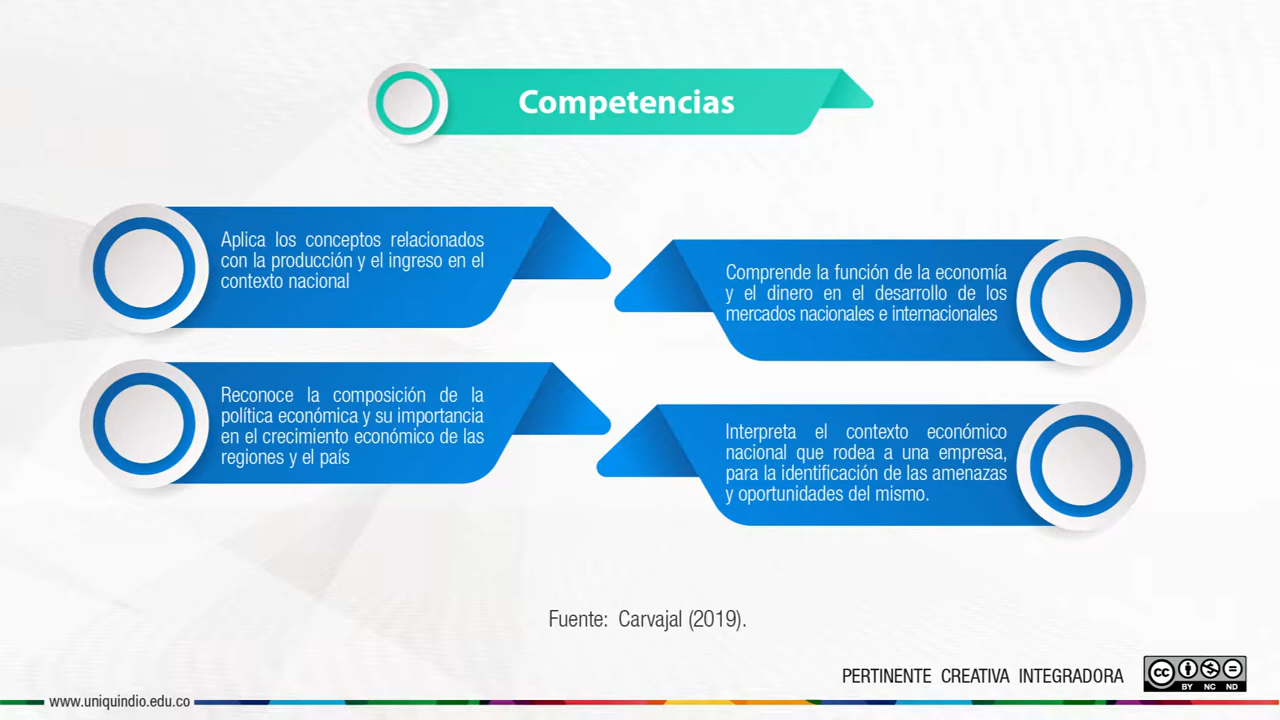 Competencias
Aplica los conceptos relacionados
con la producción y el ingreso en el
contexto nacional
Comprende la función de la economía
y el dinero en el desarrollo de los
mercados nacionales e internacionales
Reconoce la composición de la
política económica y su importancia
en el crecimiento económico de las
regiones y el país
Interpreta el contexto económico
nacional que rodea a una empresa,
para la identificación de las amenazas
y oportunidades del mismo.
Fuente: Carvajal (2019).
PERTINENTE CREATIVA INTEGRADORA
cc
BY NC ND
www.uniquindio.edu.co